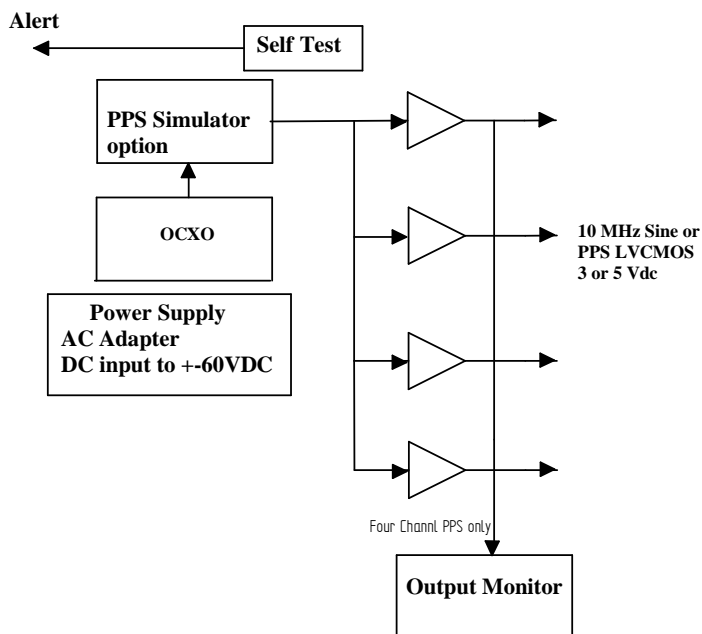 Alert
Self Test
PPS Simulator
option
OCXO
10 MHz Sine or
PPS LVCMOS
3 or 5 Vdc
Power Supply
AC Adapter
DC input to +-60VDC
Four Channl PPS only
Output Monitor